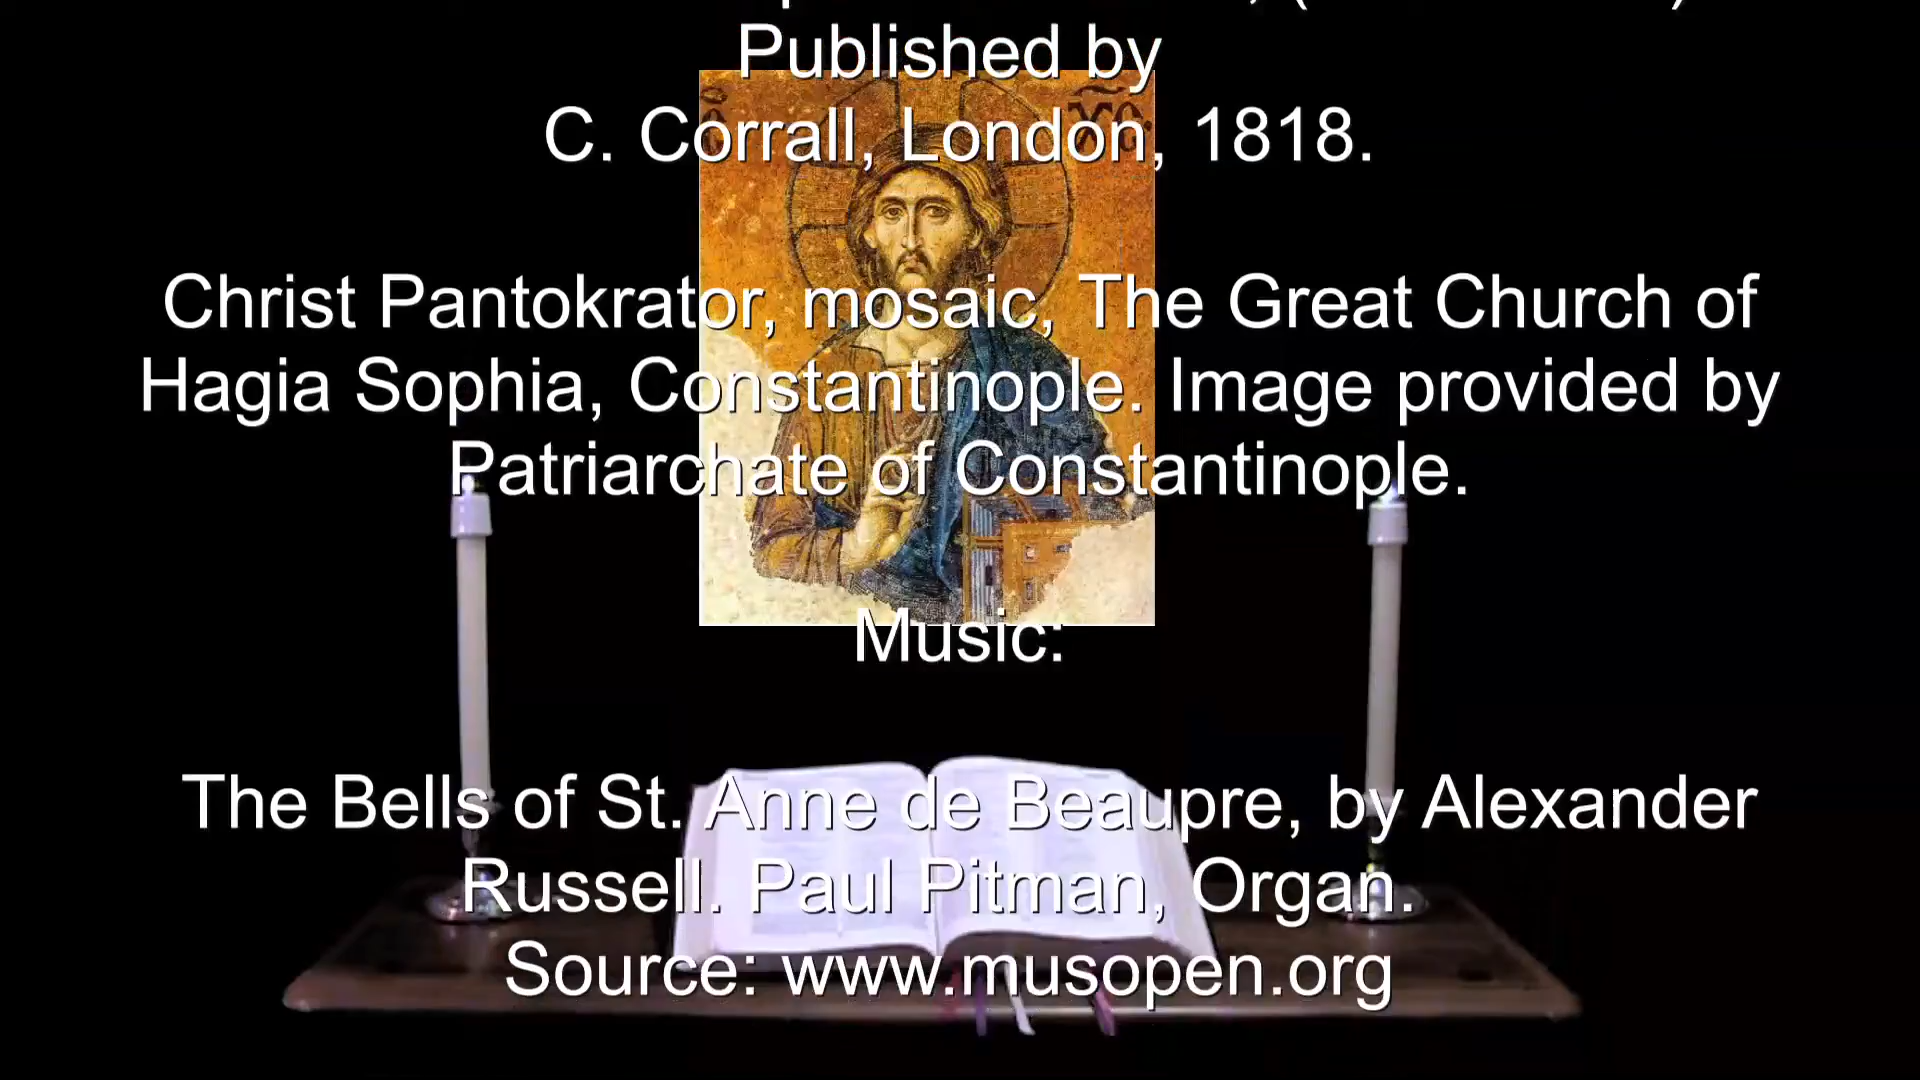 Published by
C. Corrall, London, 1818.
Christ Pantokrator, mosaic, The Great Church of
Hagia Sophia, Constantinople. Image provided by
Patriarchate of Constantinople.
Music:
The Bells of St. Anne de Beaupre, by Alexander
Russell. Paul Pitman, Organ.
Source: www.musopen.org